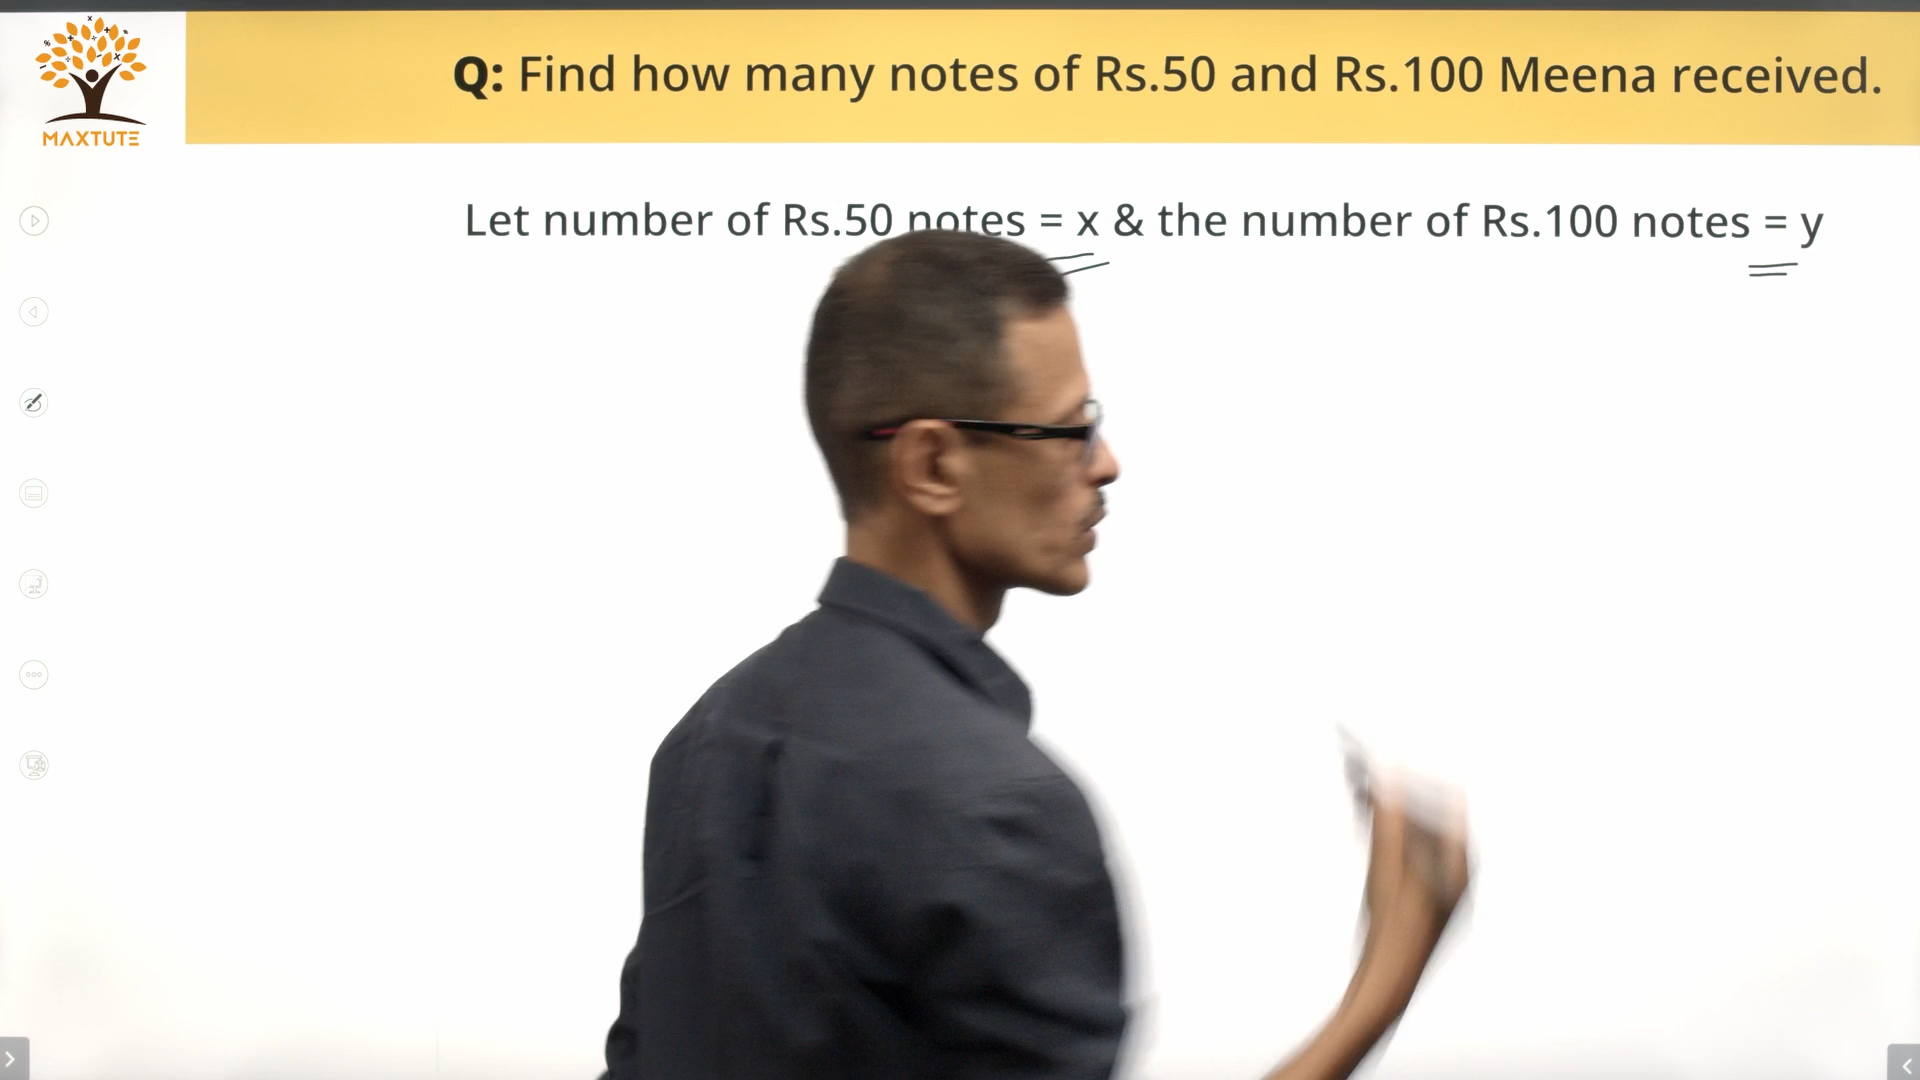 MAXTUTE
Q: Find how many notes of Rs.50 and Rs.100 Meena received.
Let number of Rs.50 notes = x & the number of Rs.100 notes = y